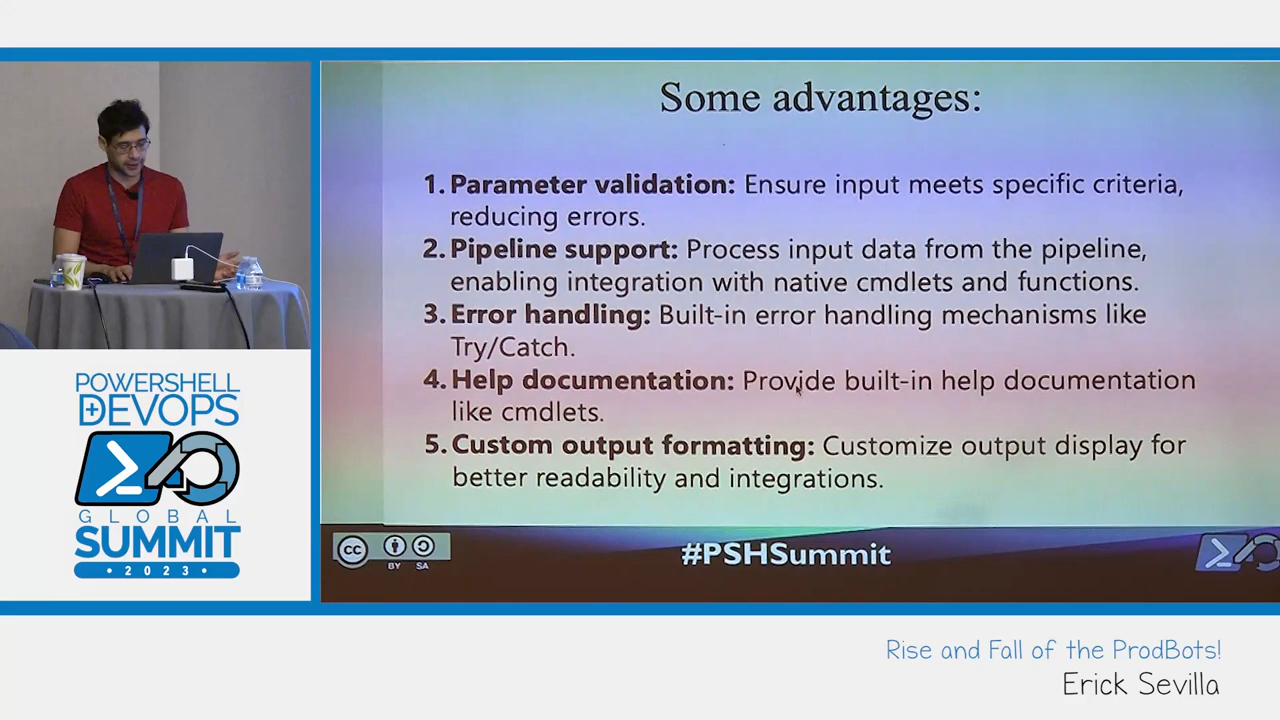 Some advantages:
1. Parameter validation: Ensure input meets specific criteria,
reducing errors.
2. Pipeline support: Process input data from the pipeline,
enabling integration with native cmdlets and functions.
3. Error handling: Built-in error handling mechanisms like
Try/Catch.
4. Help documentation: Provide built-in help documentation
like cmdlets.
5. Custom output formatting: Customize output display for
better readability and integrations.
cc
BY SA
#PSHSummit
POWERSHELL
DEVOPS
GLOBAL
SUMMIT
• 2023 •
Rise and Fall of the ProdBots!
Erick Sevilla